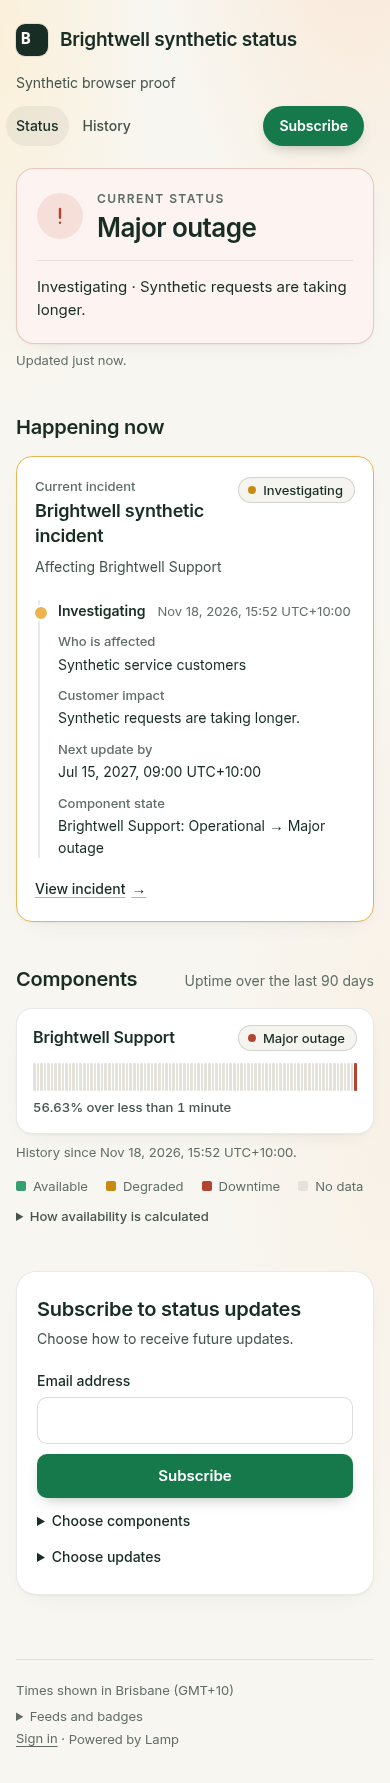 B
Brightwell synthetic status
Synthetic browser proof
Status
History
Subscribe
!
CURRENT STATUS
Major outage
Investigating · Synthetic requests are taking
longer.
Updated just now.
Happening now
Current incident
Investigating
Brightwell synthetic
incident
Affecting Brightwell Support
Investigating Nov 18, 2026, 15:52 UTC+10:00
Who is affected
Synthetic service customers
Customer impact
Synthetic requests are taking longer.
Next update by
Jul 15, 2027, 09:00 UTC+10:00
Component state
Brightwell Support: Operational → Major
outage
View incident →
Components
Uptime over the last 90 days
Brightwell Support
Major outage
56.63% over less than 1 minute
History since Nov 18, 2026, 15:52 UTC+10:00.
Available
Degraded
Downtime
No data
How availability is calculated
Subscribe to status updates
Choose how to receive future updates.
Email address
Subscribe
Choose components
Choose updates
Times shown in Brisbane (GMT+10)
Feeds and badges
Sign in · Powered by Lamp